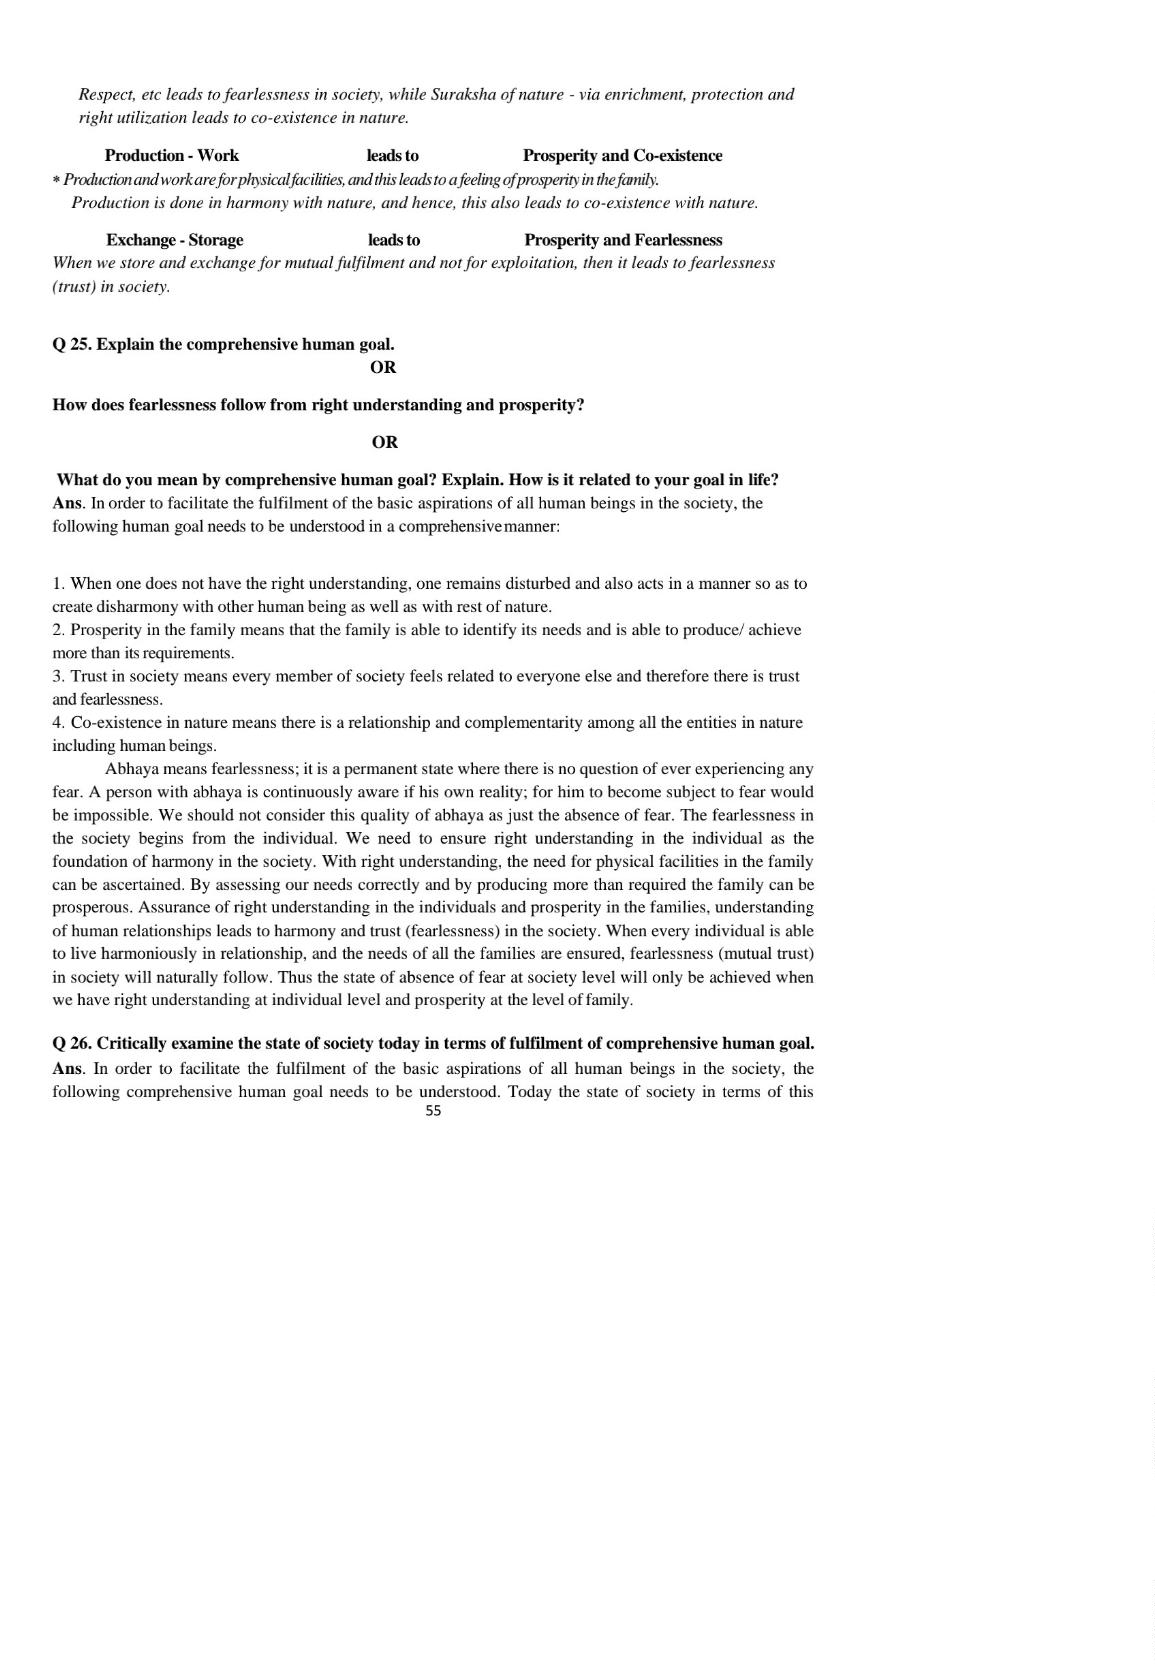 Respect, etc leads to fearlessness in society, while Suraksha of nature - via enrichment, protection and
right utilization leads to co-existence in nature.
Production - Work leads to Prosperity and Co-existence
* Production and work are for physical facilities, and this leads to a feeling of prosperity in the family.
Production is done in harmony with nature, and hence, this also leads to co-existence with nature.
Exchange - Storage leads to Prosperity and Fearlessness
When we store and exchange for mutual fulfilment and not for exploitation, then it leads to fearlessness
(trust) in society.
Q 25. Explain the comprehensive human goal.
OR
How does fearlessness follow from right understanding and prosperity?
OR
What do you mean by comprehensive human goal? Explain. How is it related to your goal in life?
Ans. In order to facilitate the fulfilment of the basic aspirations of all human beings in the society, the
following human goal needs to be understood in a comprehensive manner:
1. When one does not have the right understanding, one remains disturbed and also acts in a manner so as to
create disharmony with other human being as well as with rest of nature.
2. Prosperity in the family means that the family is able to identify its needs and is able to produce/ achieve
more than its requirements.
3. Trust in society means every member of society feels related to everyone else and therefore there is trust
and fearlessness.
4. Co-existence in nature means there is a relationship and complementarity among all the entities in nature
including human beings.
Abhaya means fearlessness; it is a permanent state where there is no question of ever experiencing any
fear. A person with abhaya is continuously aware if his own reality; for him to become subject to fear would
be impossible. We should not consider this quality of abhaya as just the absence of fear. The fearlessness in
the society begins from the individual. We need to ensure right understanding in the individual as the
foundation of harmony in the society. With right understanding, the need for physical facilities in the family
can be ascertained. By assessing our needs correctly and by producing more than required the family can be
prosperous. Assurance of right understanding in the individuals and prosperity in the families, understanding
of human relationships leads to harmony and trust (fearlessness) in the society. When every individual is able
to live harmoniously in relationship, and the needs of all the families are ensured, fearlessness (mutual trust)
in society will naturally follow. Thus the state of absence of fear at society level will only be achieved when
we have right understanding at individual level and prosperity at the level of family.
Q 26. Critically examine the state of society today in terms of fulfilment of comprehensive human goal.
Ans. In order to facilitate the fulfilment of the basic aspirations of all human beings in the society, the
following comprehensive human goal needs to be understood. Today the state of society in terms of this
55